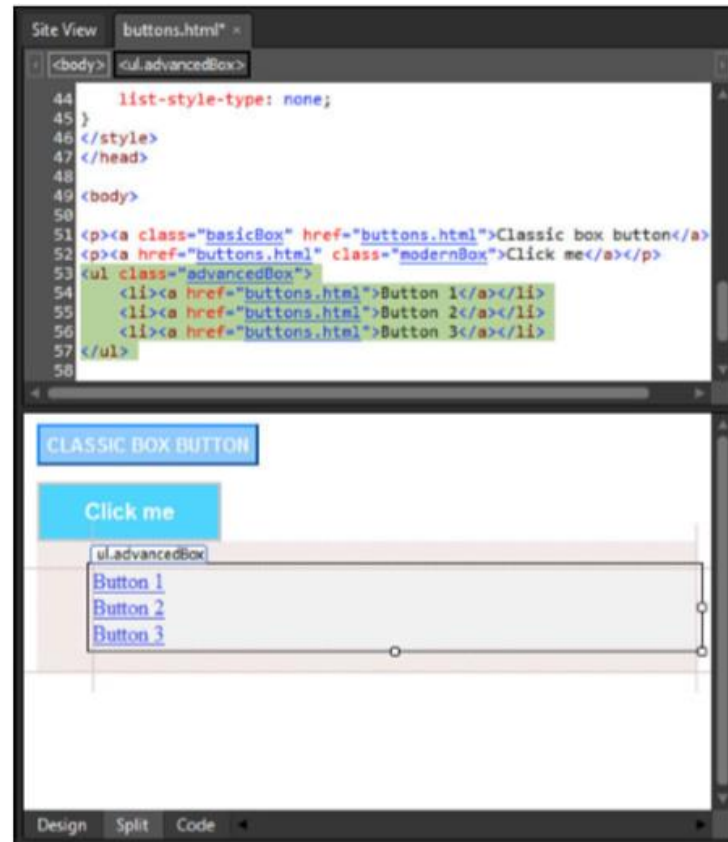 Site View buttons.html* ×
<body> <ul.advancedBox>
44 list-style-type: none;
45 }
46 </style>
47 </head>
48
49 <body>
50
51 <p><a class="basicBox" href="buttons.html">Classic box button</a>
52 <p><a href="buttons.html" class="modernBox">Click me</a></p>
53 <ul class="advancedBox">
54 <li><a href="buttons.html">Button 1</a></li>
55 <li><a href="buttons.html">Button 2</a></li>
56 <li><a href="buttons.html">Button 3</a></li>
57 </ul>
58
CLASSIC BOX BUTTON
Click me
ul.advancedBox
Button 1
Button 2
Button 3
Design Split Code